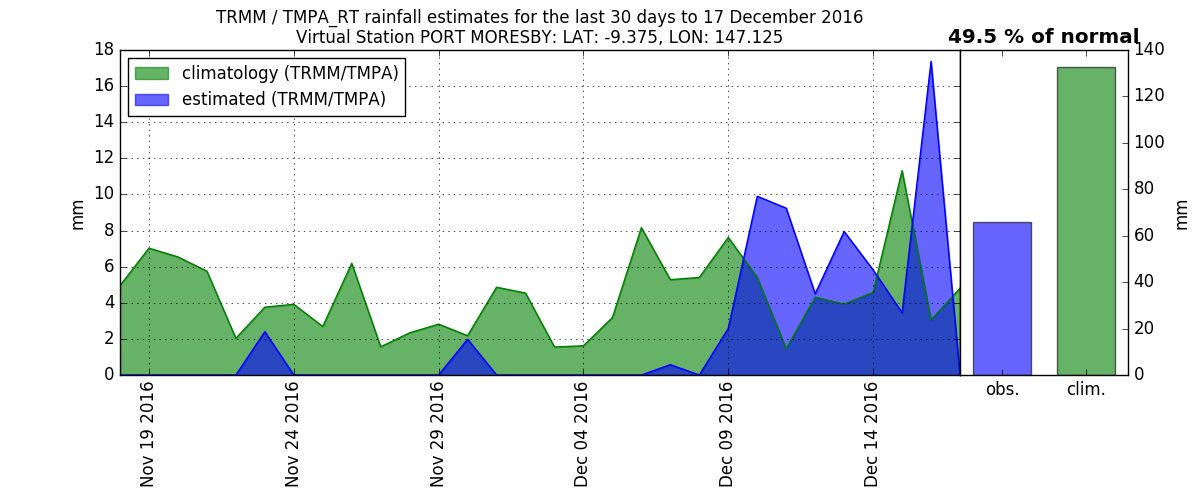 TRMM / TMPA_RT rainfall estimates for the last 30 days to 17 December 2016
Virtual Station PORT MORESBY: LAT: -9.375, LON: 147.125
49.5 % of normal
climatology (TRMM/TMPA)
estimated (TRMM/TMPA)
mm
18
16
14
12
10
8
6
4
2
0
Nov 19 2016
Nov 24 2016
Nov 29 2016
Dec 04 2016
Dec 09 2016
Dec 14 2016
obs.
clim.
140
120
100
80
60
40
20
0
mm